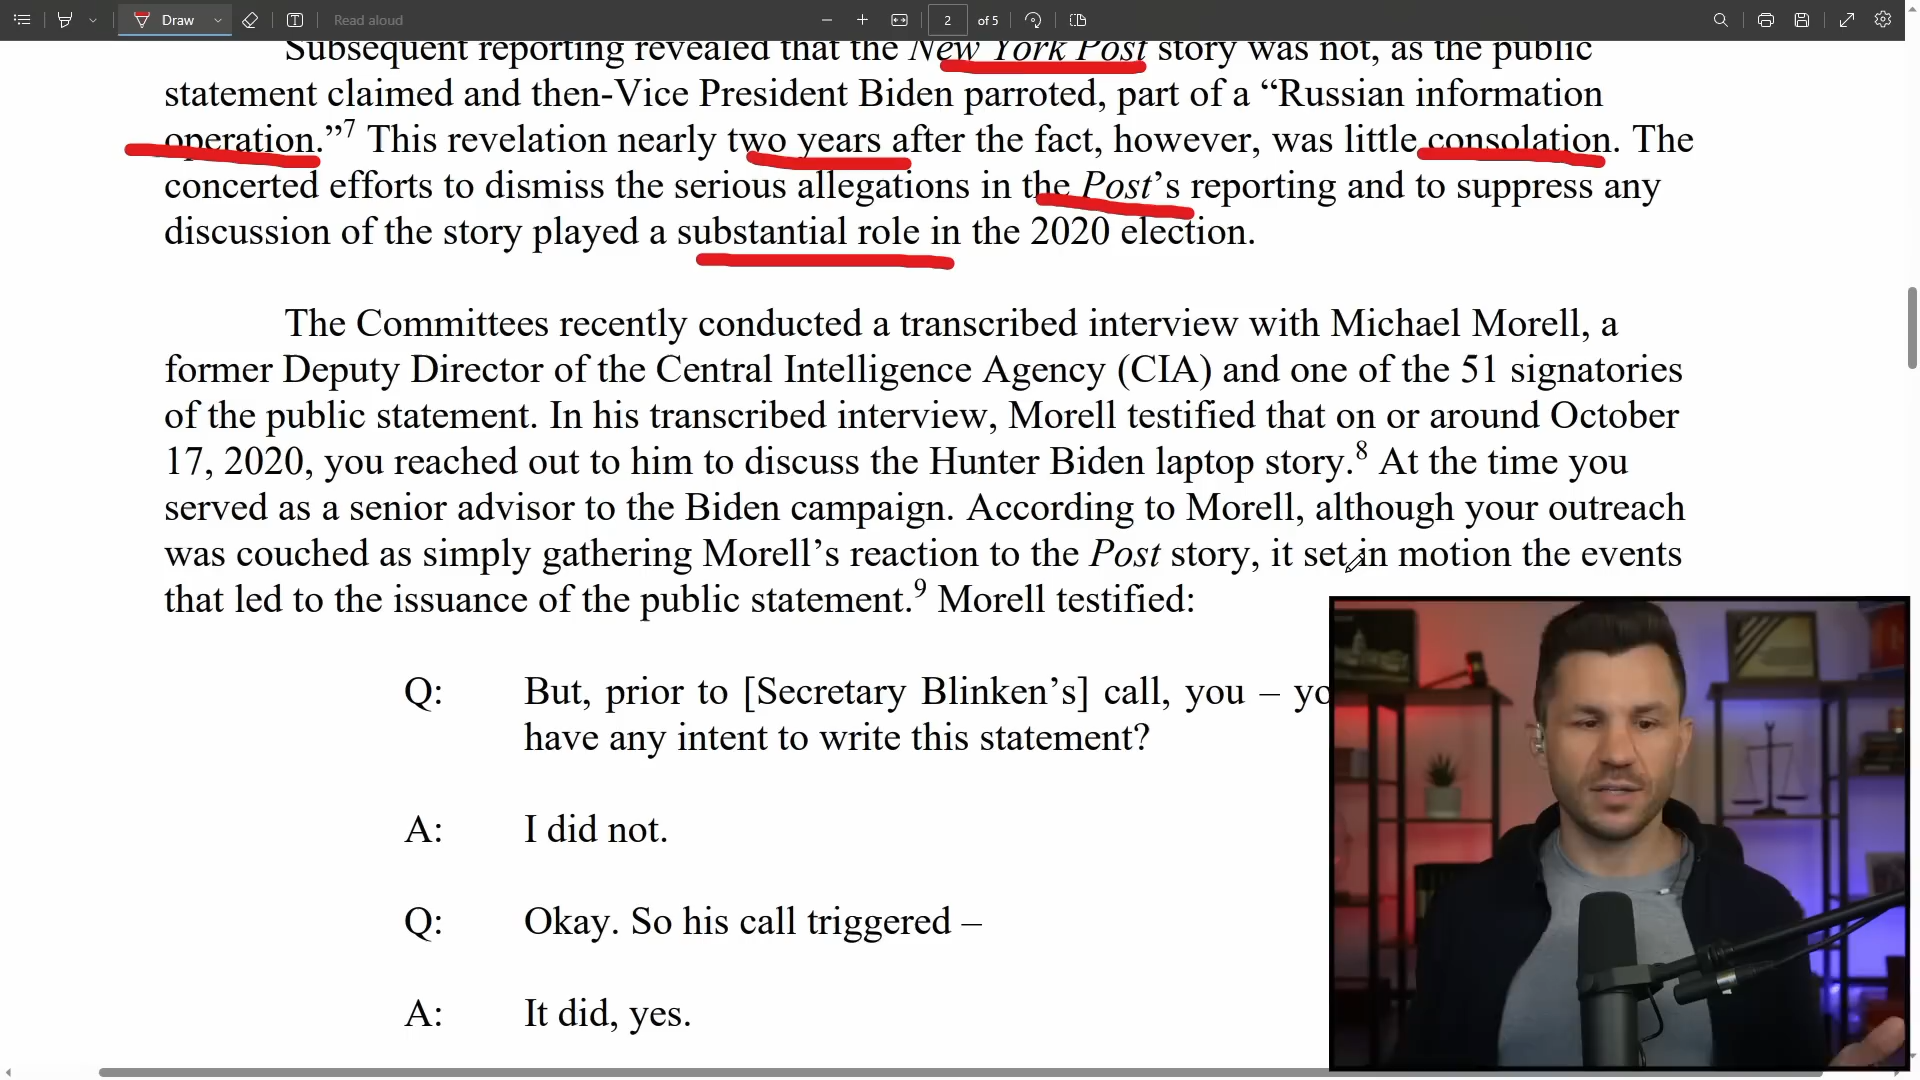 Draw
Read aloud
2
of 5
Subsequent reporting revealed that the New York Post story was not, as the public
statement claimed and then-Vice President Biden parroted, part of a “Russian information
operation.”7 This revelation nearly two years after the fact, however, was little consolation. The
concerted efforts to dismiss the serious allegations in the Post’s reporting and to suppress any
discussion of the story played a substantial role in the 2020 election.
The Committees recently conducted a transcribed interview with Michael Morell, a
former Deputy Director of the Central Intelligence Agency (CIA) and one of the 51 signatories
of the public statement. In his transcribed interview, Morell testified that on or around October
17, 2020, you reached out to him to discuss the Hunter Biden laptop story.8 At the time you
served as a senior advisor to the Biden campaign. According to Morell, although your outreach
was couched as simply gathering Morell’s reaction to the Post story, it set in motion the events
that led to the issuance of the public statement.9 Morell testified:
Q: But, prior to [Secretary Blinken’s] call, you – yo
have any intent to write this statement?
A: I did not.
Q: Okay. So his call triggered –
A: It did, yes.